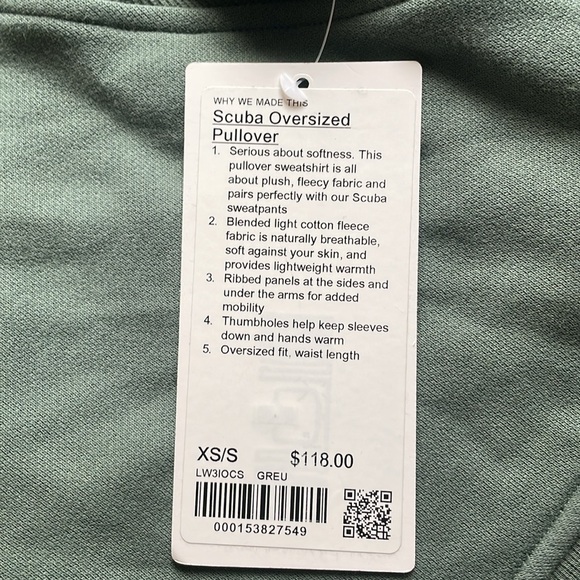 WHY WE MADE THIS
Scuba Oversized
Pullover
1. Serious about softness. This
pullover sweatshirt is all
about plush, fleecy fabric and
pairs perfectly with our Scuba
sweatpants
2. Blended light cotton fleece
fabric is naturally breathable,
soft against your skin, and
provides lightweight warmth
3. Ribbed panels at the sides and
under the arms for added
mobility
4. Thumbholes help keep sleeves
down and hands warm
5. Oversized fit, waist length
XS/S $118.00
LW3IOCS GREU
000153827549